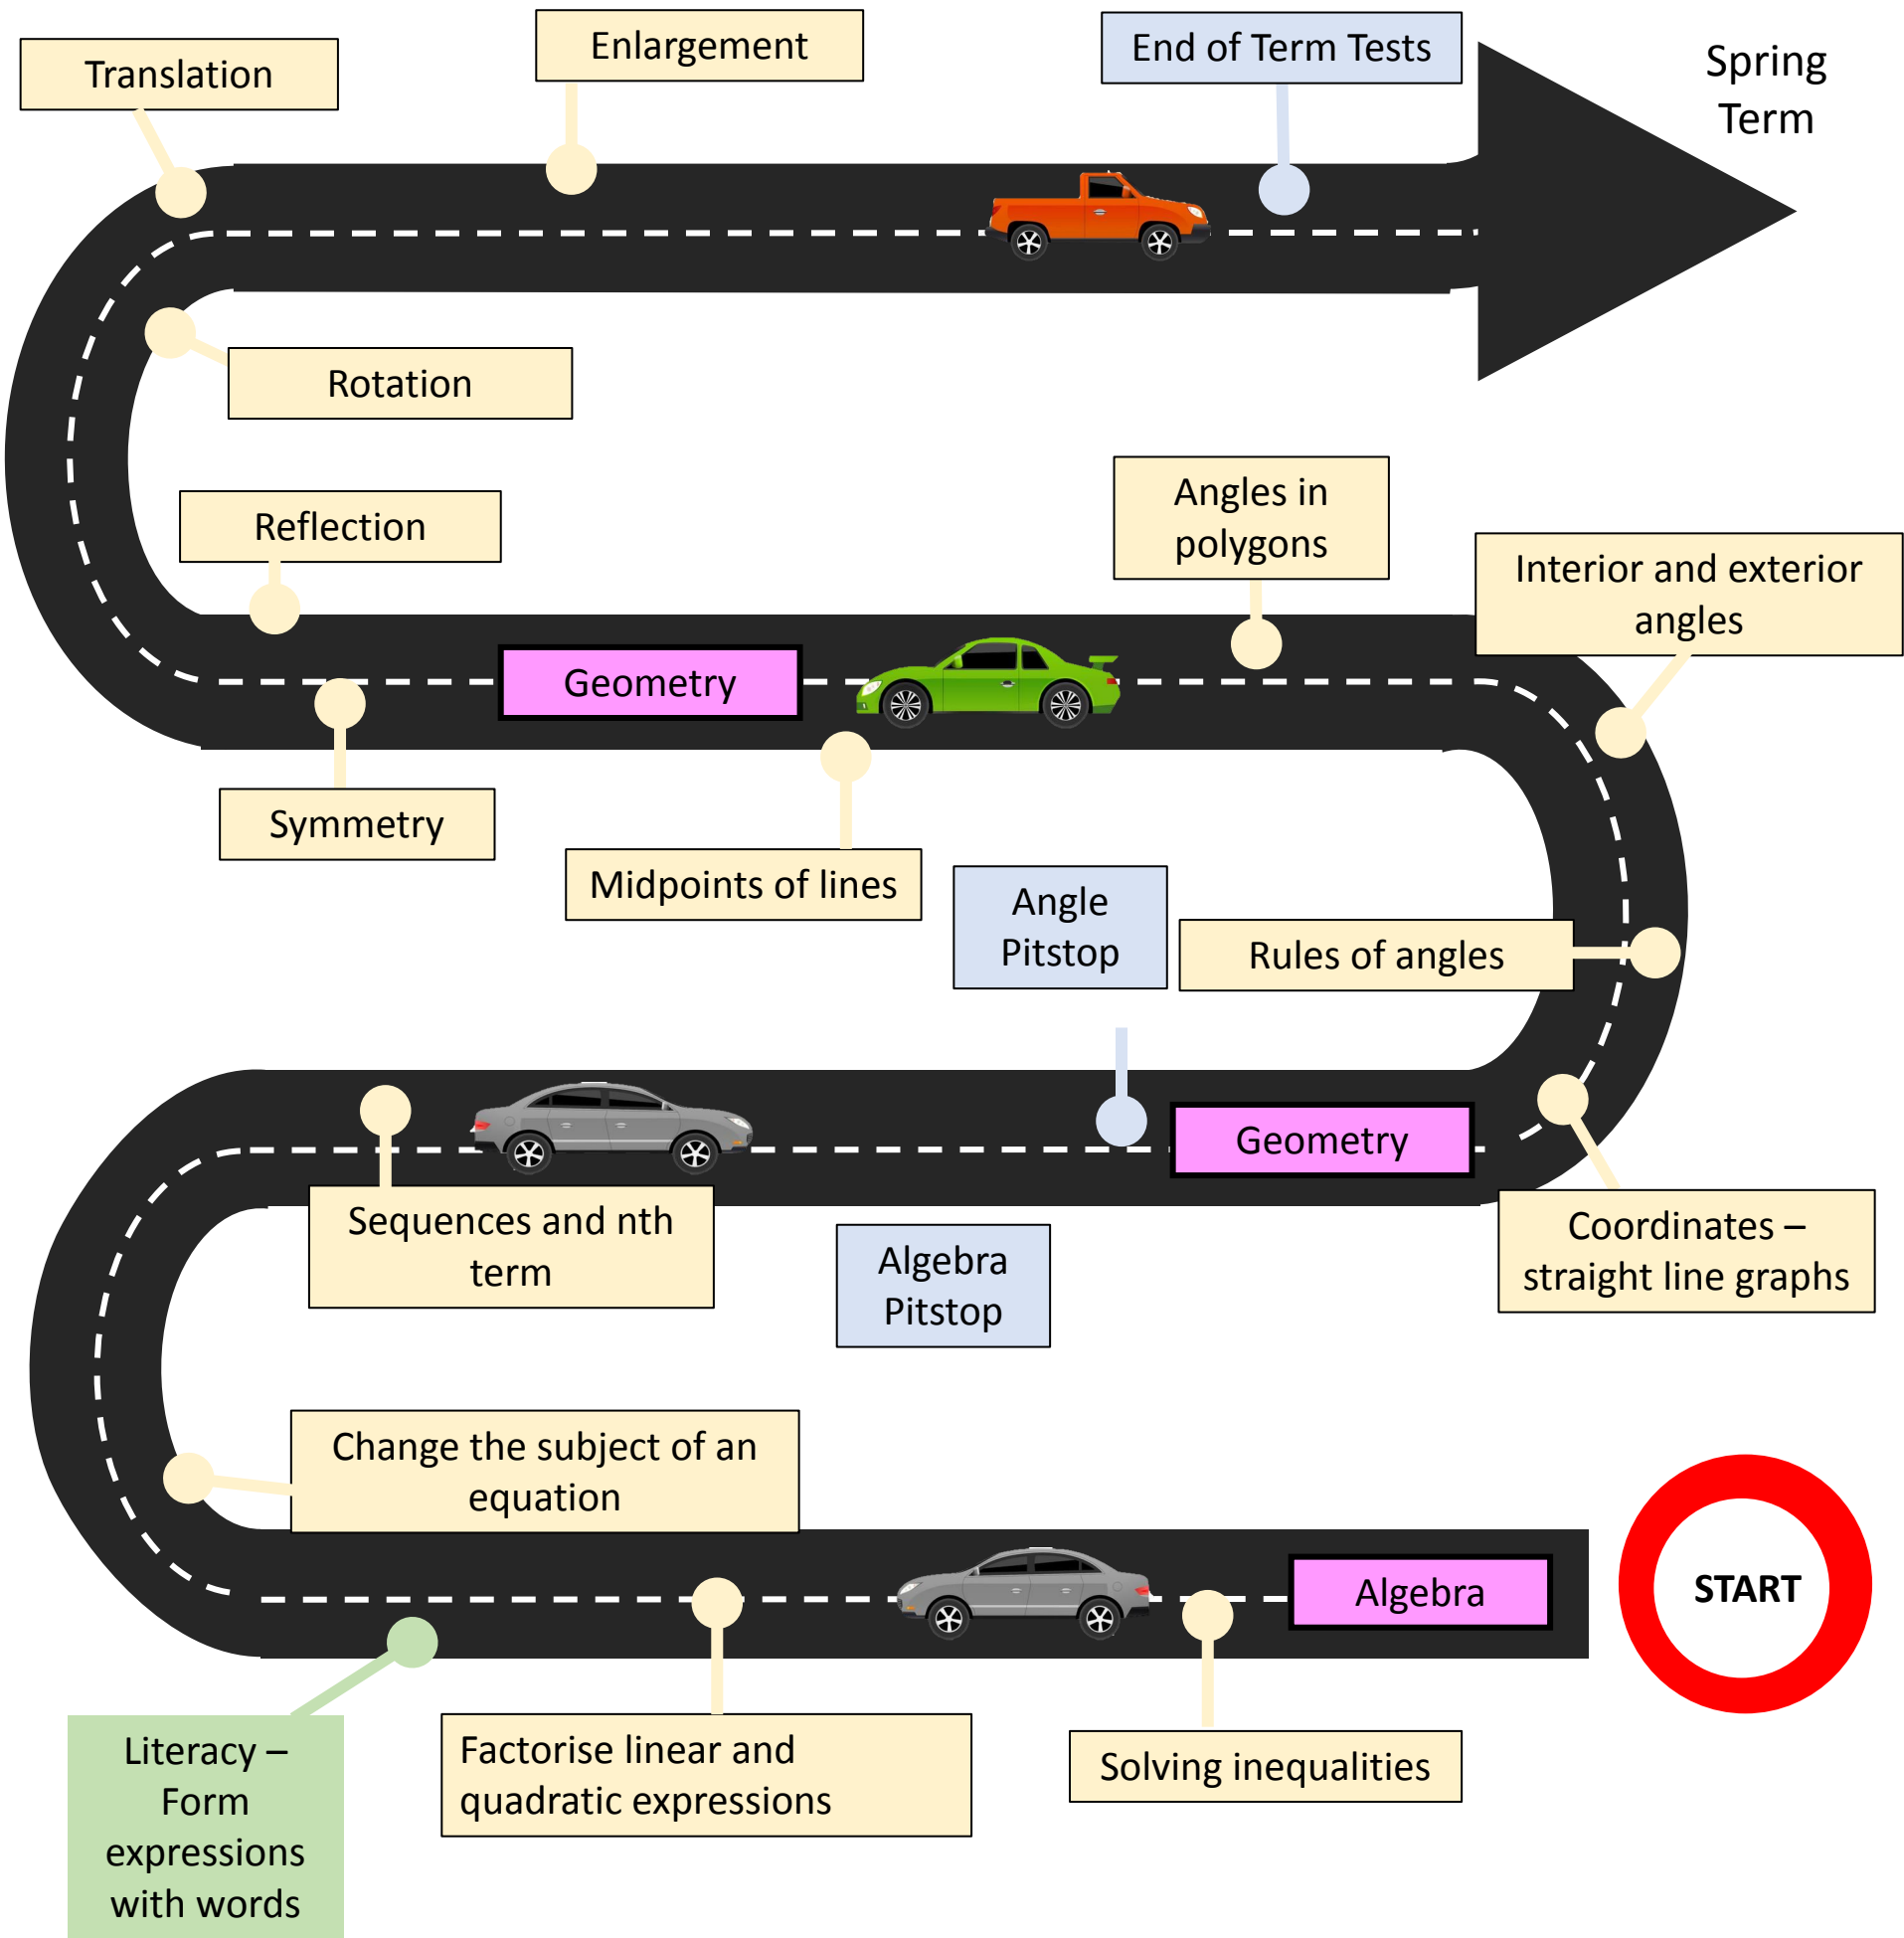 Translation
Enlargement
End of Term Tests
Spring
Term
Rotation
Reflection
Angles in
polygons
Interior and exterior
angles
Geometry
Symmetry
Midpoints of lines
Angle
Pitstop
Rules of angles
Geometry
Sequences and nth
term
Algebra
Pitstop
Coordinates –
straight line graphs
Change the subject of an
equation
Algebra
START
Literacy –
Form
expressions
with words
Factorise linear and
quadratic expressions
Solving inequalities